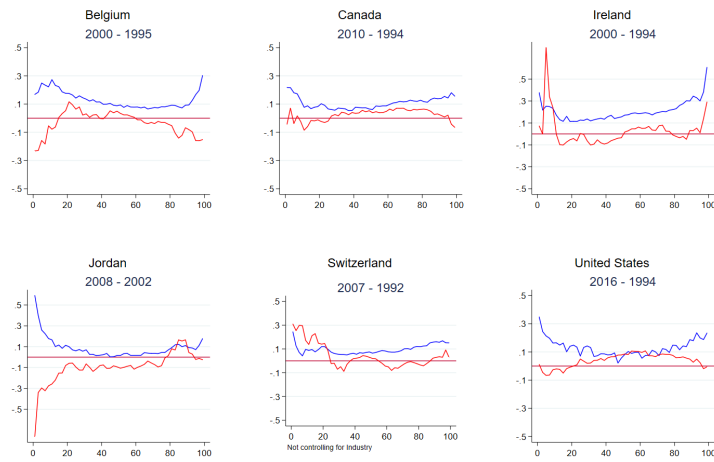 Belgium
2000 - 1995
.5
.3
.1
-.1
-.3
-.5
0 20 40 60 80 100
Canada
2010 - 1994
.5
.3
.1
-.1
-.3
-.5
0 20 40 60 80 100
Ireland
2000 - 1994
.5
.3
.1
-.1
-.3
-.5
0 20 40 60 80 100
Jordan
2008 - 2002
.5
.3
.1
-.1
-.3
-.5
0 20 40 60 80 100
Switzerland
2007 - 1992
.5
.3
.1
-.1
-.3
-.5
0 20 40 60 80 100
Not controlling for Industry
United States
2016 - 1994
.5
.3
.1
-.1
-.3
-.5
0 20 40 60 80 100